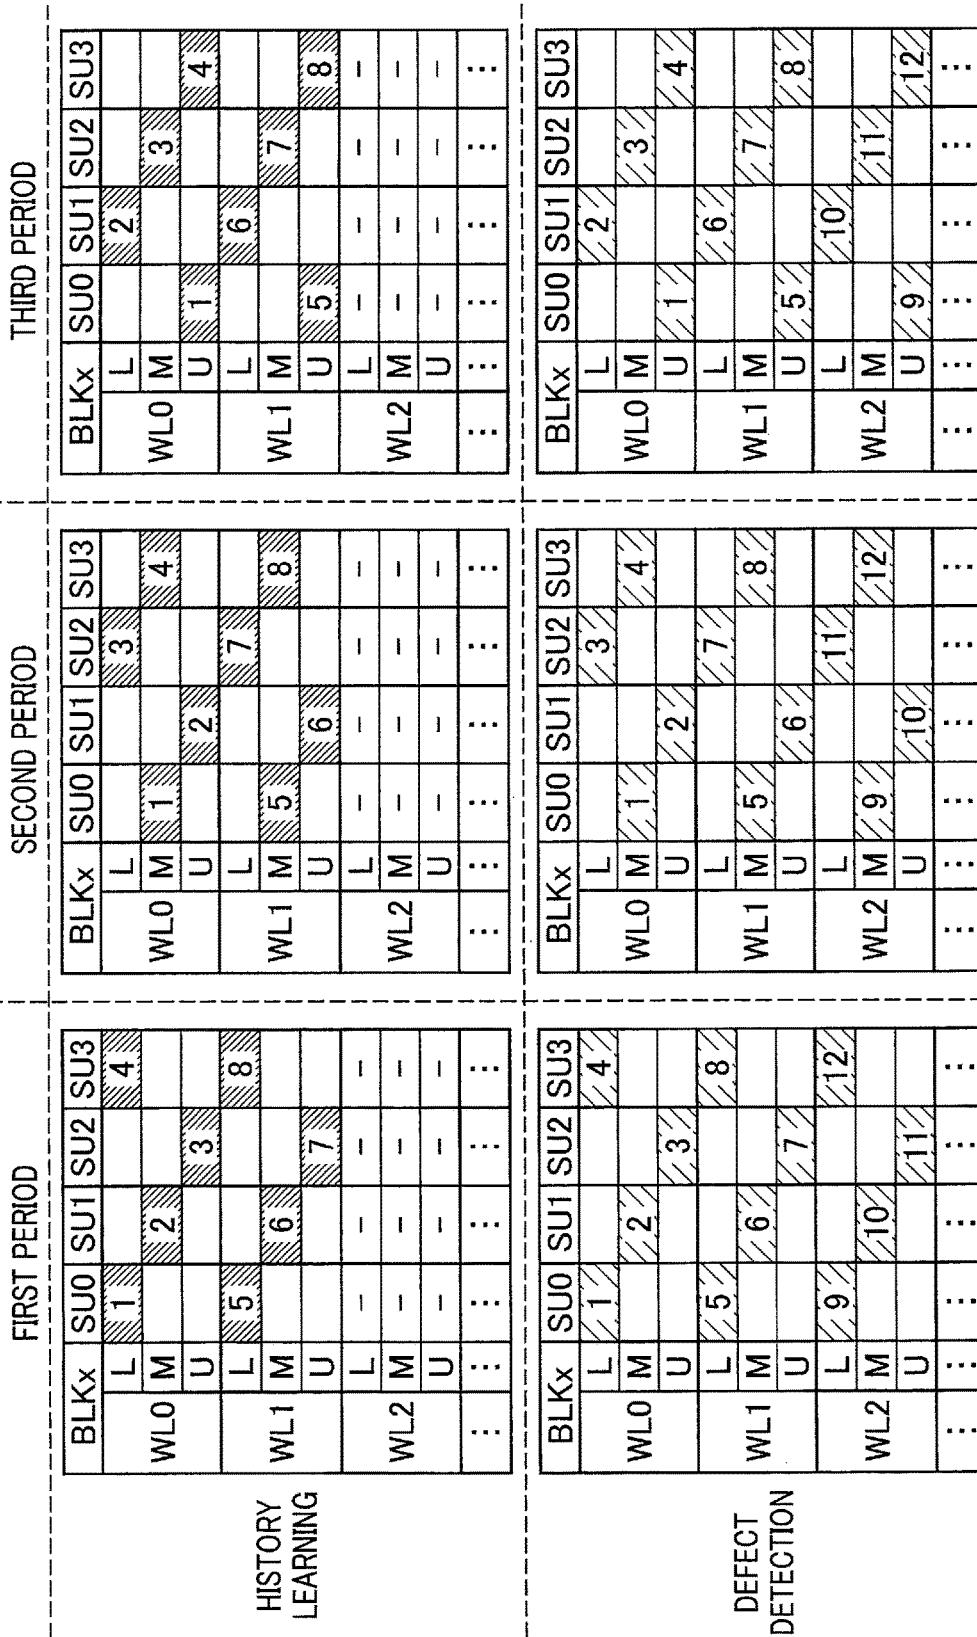 FIRST PERIOD SECOND PERIOD THIRD PERIOD
HISTORY
LEARNING
BLKx SU0 SU1 SU2 SU3
WL0 L 1 4
M 2
U 3
WL1 L 5 8
M 6
U 7
WL2 L – – – –
M – – – –
U – – – –
... ... ... ... ... ...
BLKx SU0 SU1 SU2 SU3
WL0 L 3
M 1 4
U 2
WL1 L 7
M 5 8
U 6
WL2 L – – – –
M – – – –
U – – – –
... ... ... ... ... ...
BLKx SU0 SU1 SU2 SU3
WL0 L 2
M 3
U 1 4
WL1 L 6
M 7
U 5 8
WL2 L – – – –
M – – – –
U – – – –
... ... ... ... ... ...
DEFECT
DETECTION
BLKx SU0 SU1 SU2 SU3
WL0 L 1 4
M 2
U 3
WL1 L 5 8
M 6
U 7
WL2 L 9 12
M 10
U 11
... ... ... ... ... ...
BLKx SU0 SU1 SU2 SU3
WL0 L 3
M 1 4
U 2
WL1 L 7
M 5 8
U 6
WL2 L 11
M 9 12
U 10
... ... ... ... ... ...
BLKx SU0 SU1 SU2 SU3
WL0 L 2
M 3
U 1 4
WL1 L 6
M 7
U 5 8
WL2 L 10
M 11
U 9 12
... ... ... ... ... ...